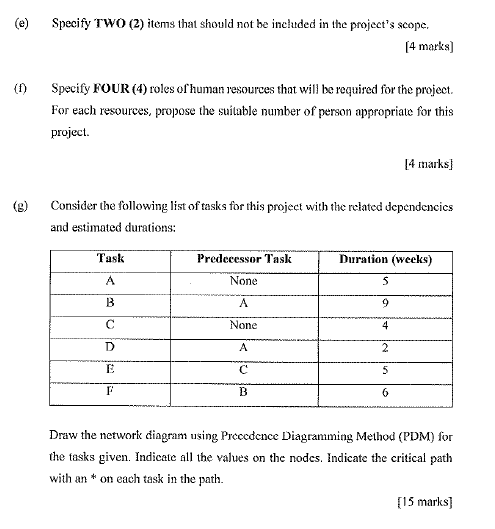 (e) Specify TWO (2) items that should not be included in the project's scope.
[4 marks]
(f) Specify FOUR (4) roles of human resources that will be required for the project.
For each resources, propose the suitable number of person appropriate for this
project.
[4 marks]
(g) Consider the following list of tasks for this project with the related dependencies
and estimated durations:
Task Predecessor Task Duration (weeks)
A None 5
B A 9
C None 4
D A 2
E C 5
F B 6
Draw the network diagram using Precedence Diagramming Method (PDM) for
the tasks given. Indicate all the values on the nodes. Indicate the critical path
with an * on each task in the path.
[15 marks]